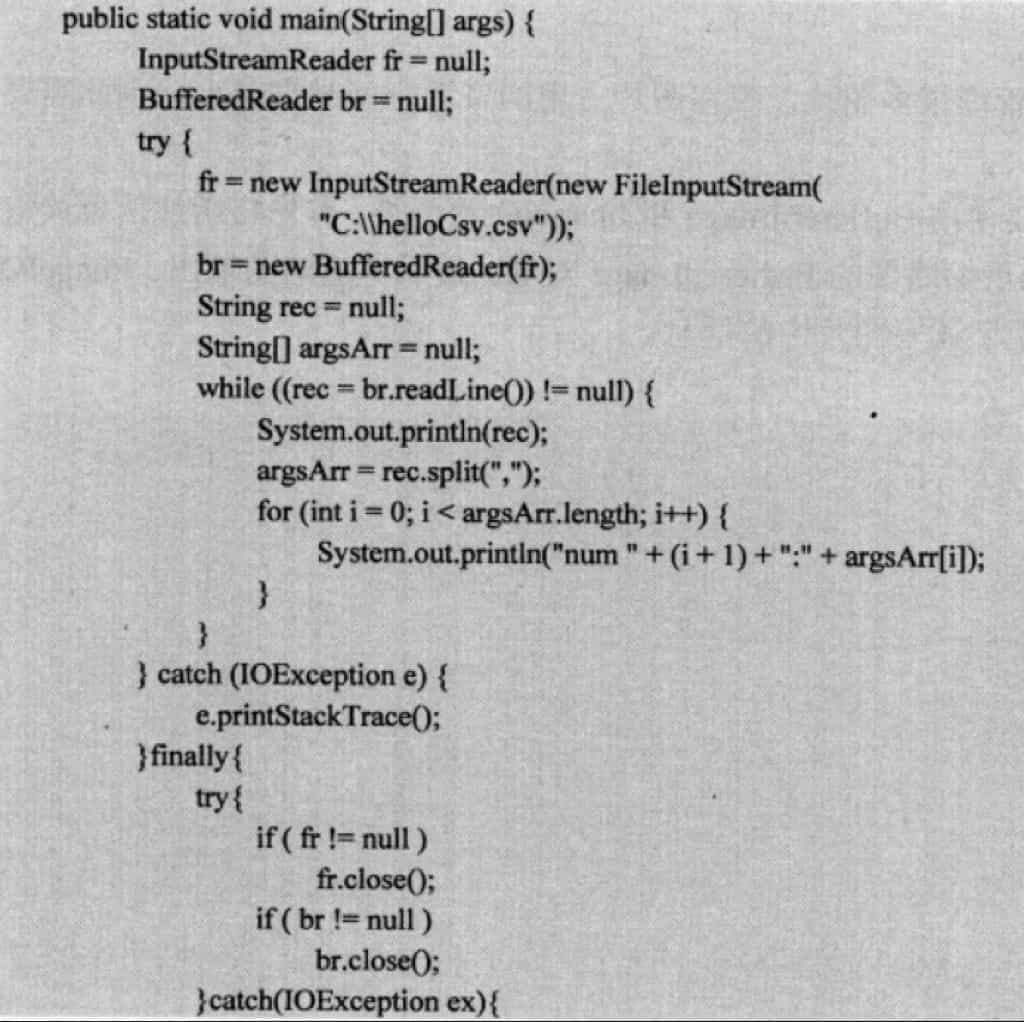 public static void main(String[] args) {
InputStreamReader fr = null;
BufferedReader br = null;
try {
fr = new InputStreamReader(new FileInputStream(
"C:\\helloCsv.csv"));
br = new BufferedReader(fr);
String rec = null;
String[] argsArr = null;
while ((rec = br.readLine()) != null) {
System.out.println(rec);
argsArr = rec.split(",");
for (int i = 0; i < argsArr.length; i++) {
System.out.println("num " + (i + 1) + ":" + argsArr[i]);
}
}
} catch (IOException e) {
e.printStackTrace();
}finally{
try{
if ( fr != null )
fr.close();
if ( br != null )
br.close();
}catch(IOException ex){